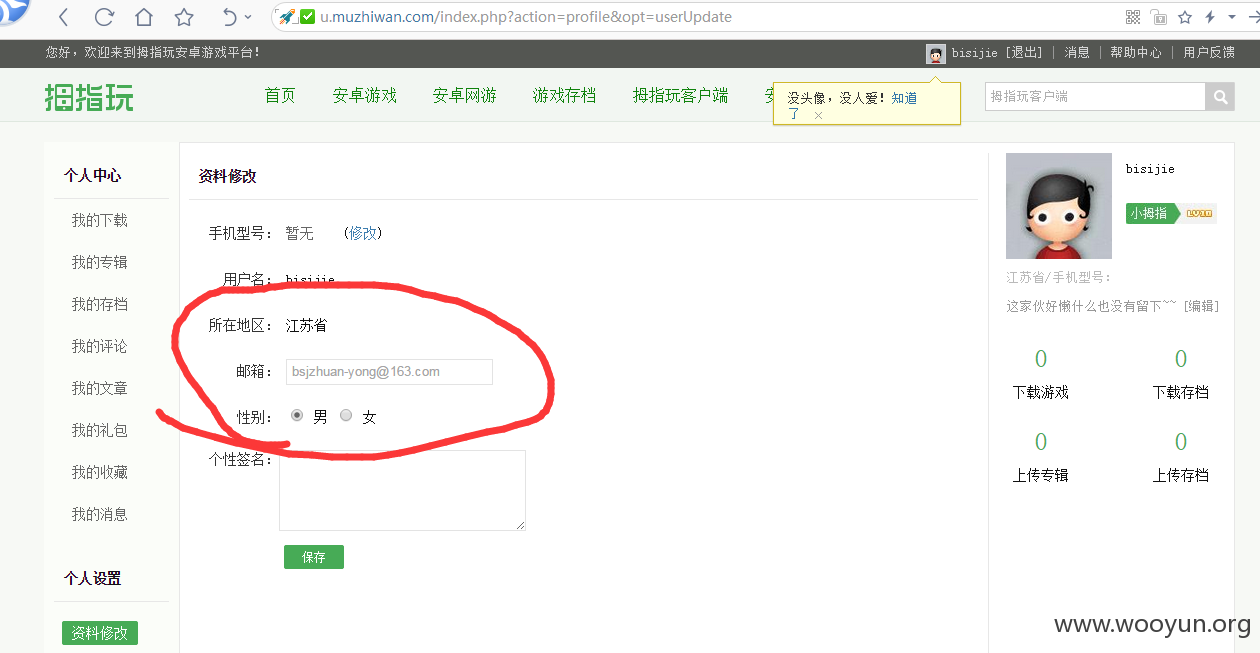 u.muzhiwan.com/index.php?action=profile&opt=userUpdate
您好，欢迎来到拇指玩安卓游戏平台！
bisijie [退出] | 消息 | 帮助中心 | 用户反馈
拇指玩
首页 安卓游戏 安卓网游 游戏存档 拇指玩客户端
没头像，没人爱！知道
了 ×
拇指玩客户端
个人中心
我的下载
我的专辑
我的存档
我的评论
我的文章
我的礼包
我的收藏
我的消息
个人设置
资料修改
资料修改
手机型号： 暂无 (修改)
用户名： bisijie
所在地区： 江苏省
邮箱： bsjzhuan-yong@163.com
性别： 男 女
个性签名：
保存
bisijie
小拇指 LV10
江苏省/手机型号：
这家伙好懒什么也没有留下~~ [编辑]
0 0
下载游戏 下载存档
0 0
上传专辑 上传存档
www.wooyun.org